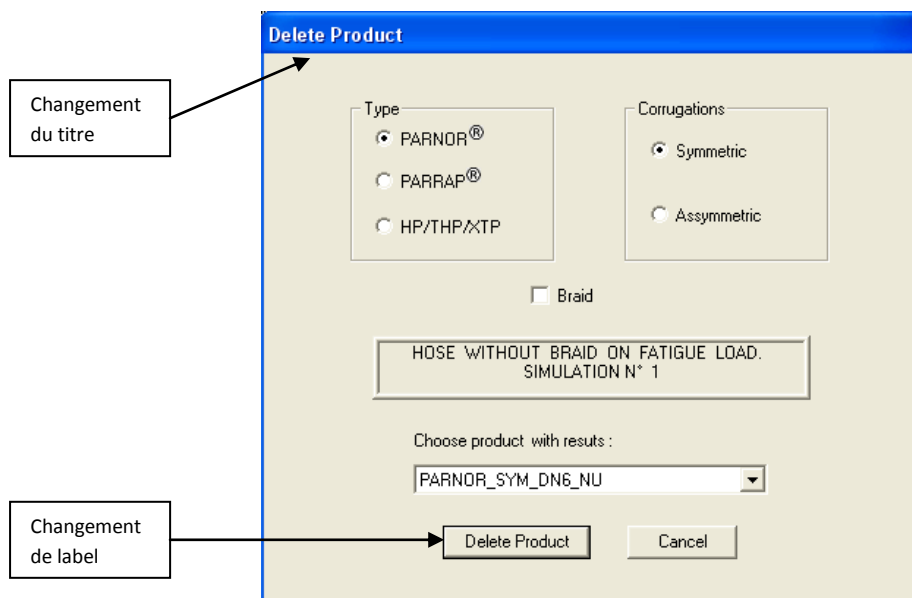 Delete Product
Changement
du titre
Type
PARNOR®
PARRAP®
HP/THP/XTP
Corrugations
Symmetric
Assymmetric
Braid
HOSE WITHOUT BRAID ON FATIGUE LOAD.
SIMULATION N° 1
Choose product with resuts :
PARNOR_SYM_DN6_NU
Changement
de label
Delete Product
Cancel